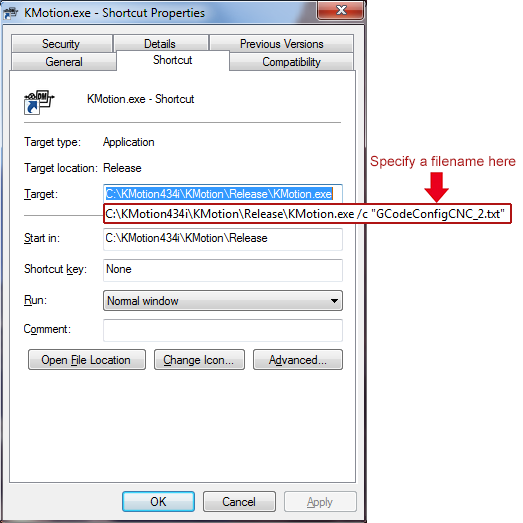 KMotion.exe - Shortcut Properties
Security Details Previous Versions
General Shortcut Compatibility
KMotion.exe - Shortcut
Target type: Application
Specify a filename here
Target location: Release
Target: C:\KMotion434i\KMotion\Release\KMotion.exe
C:\KMotion434i\KMotion\Release\KMotion.exe /c "GCodeConfigCNC_2.txt"
Start in: C:\KMotion434i\KMotion\Release
Shortcut key: None
Run: Normal window
Comment:
Open File Location Change Icon... Advanced...
OK Cancel Apply